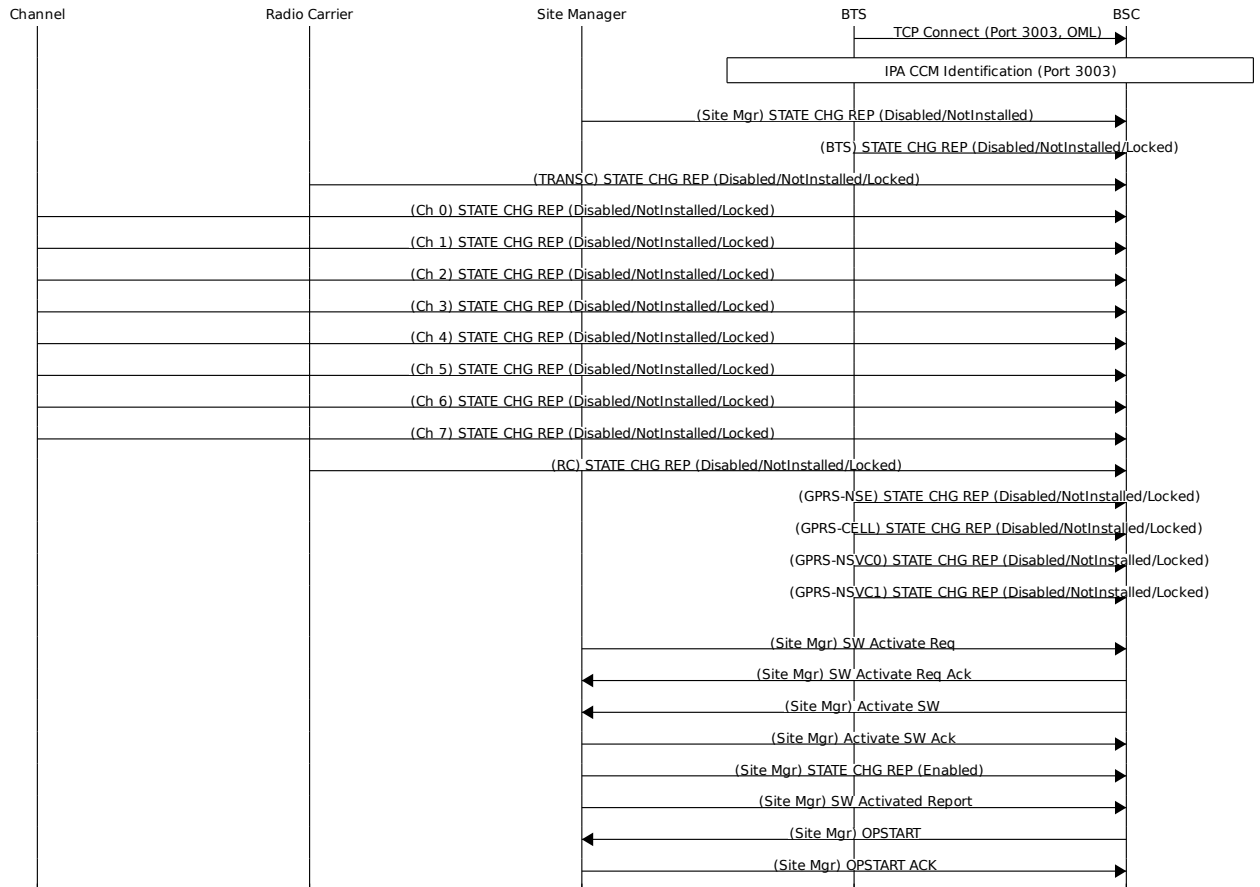 Channel
Radio Carrier
Site Manager
BTS
BSC
TCP Connect (Port 3003, OML)
IPA CCM Identification (Port 3003)
(Site Mgr) STATE CHG REP (Disabled/NotInstalled)
(BTS) STATE CHG REP (Disabled/NotInstalled/Locked)
(TRANSC) STATE CHG REP (Disabled/NotInstalled/Locked)
(Ch 0) STATE CHG REP (Disabled/NotInstalled/Locked)
(Ch 1) STATE CHG REP (Disabled/NotInstalled/Locked)
(Ch 2) STATE CHG REP (Disabled/NotInstalled/Locked)
(Ch 3) STATE CHG REP (Disabled/NotInstalled/Locked)
(Ch 4) STATE CHG REP (Disabled/NotInstalled/Locked)
(Ch 5) STATE CHG REP (Disabled/NotInstalled/Locked)
(Ch 6) STATE CHG REP (Disabled/NotInstalled/Locked)
(Ch 7) STATE CHG REP (Disabled/NotInstalled/Locked)
(RC) STATE CHG REP (Disabled/NotInstalled/Locked)
(GPRS-NSE) STATE CHG REP (Disabled/NotInstalled/Locked)
(GPRS-CELL) STATE CHG REP (Disabled/NotInstalled/Locked)
(GPRS-NSVC0) STATE CHG REP (Disabled/NotInstalled/Locked)
(GPRS-NSVC1) STATE CHG REP (Disabled/NotInstalled/Locked)
(Site Mgr) SW Activate Req
(Site Mgr) SW Activate Req Ack
(Site Mgr) Activate SW
(Site Mgr) Activate SW Ack
(Site Mgr) STATE CHG REP (Enabled)
(Site Mgr) SW Activated Report
(Site Mgr) OPSTART
(Site Mgr) OPSTART ACK